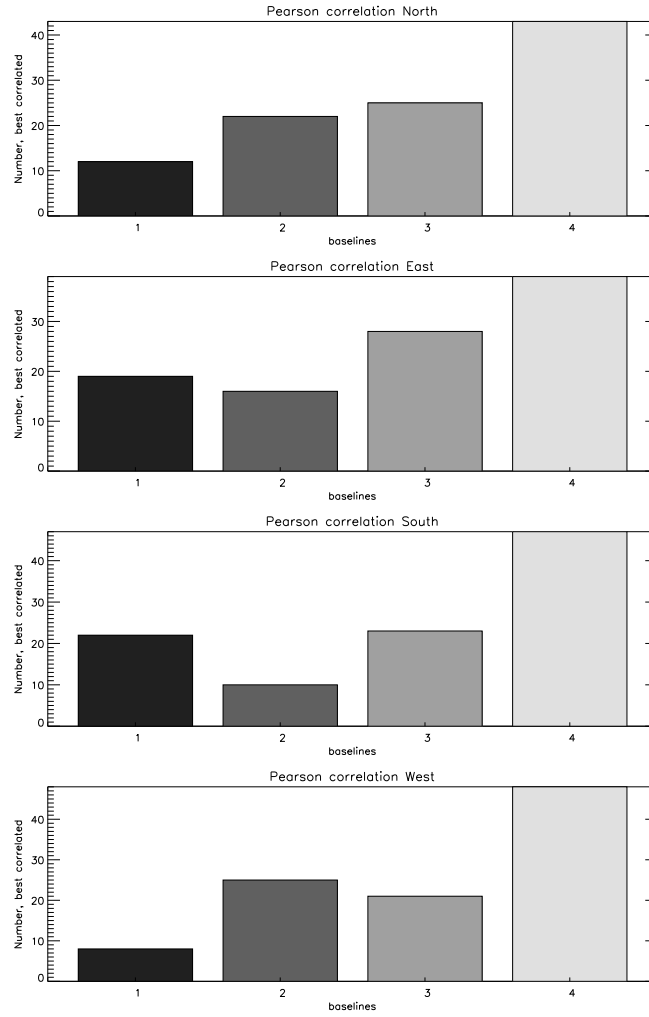 Pearson correlation North
Number, best correlated
40
30
20
10
0
1 2 3 4
baselines
Pearson correlation East
Number, best correlated
30
20
10
0
1 2 3 4
baselines
Pearson correlation South
Number, best correlated
40
30
20
10
0
1 2 3 4
baselines
Pearson correlation West
Number, best correlated
40
30
20
10
0
1 2 3 4
baselines